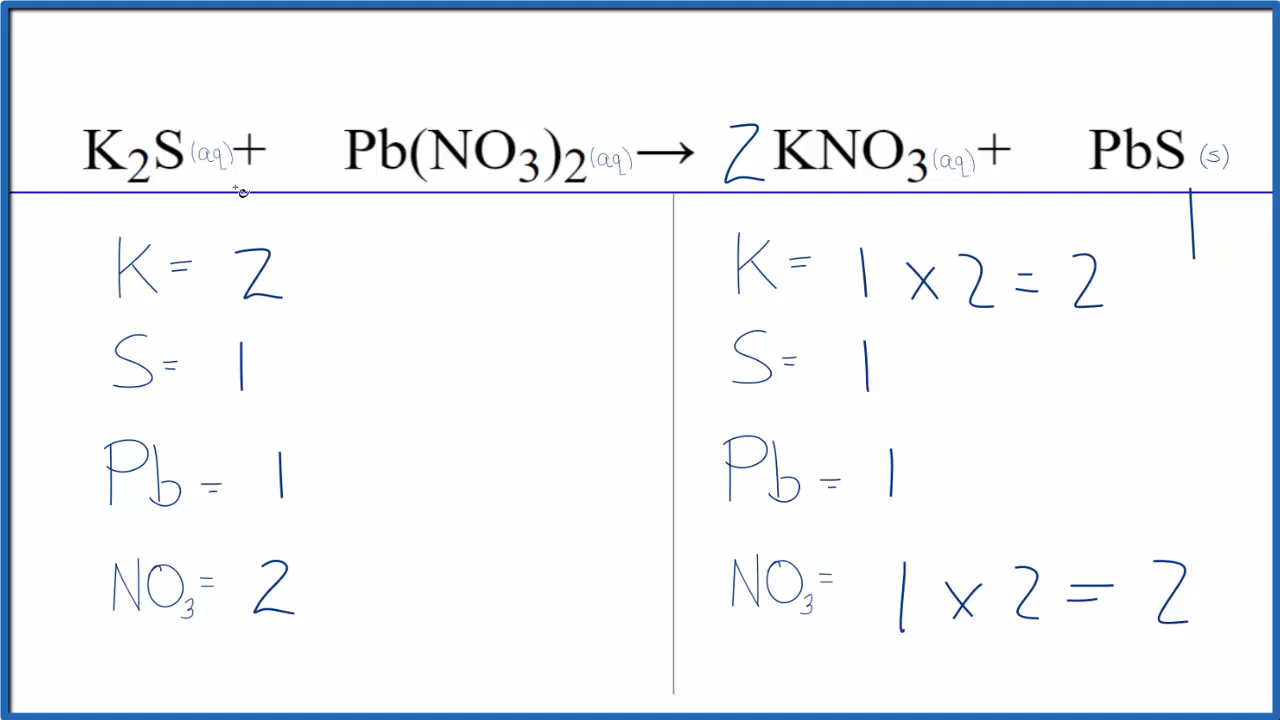 K₂S(aq) + Pb(NO₃)₂(aq) → 2 KNO₃(aq) + PbS(s)
K = 2
S = 1
Pb = 1
NO₃ = 2
1
K = 1 x 2 = 2
S = 1
Pb = 1
NO₃ = 1 x 2 = 2